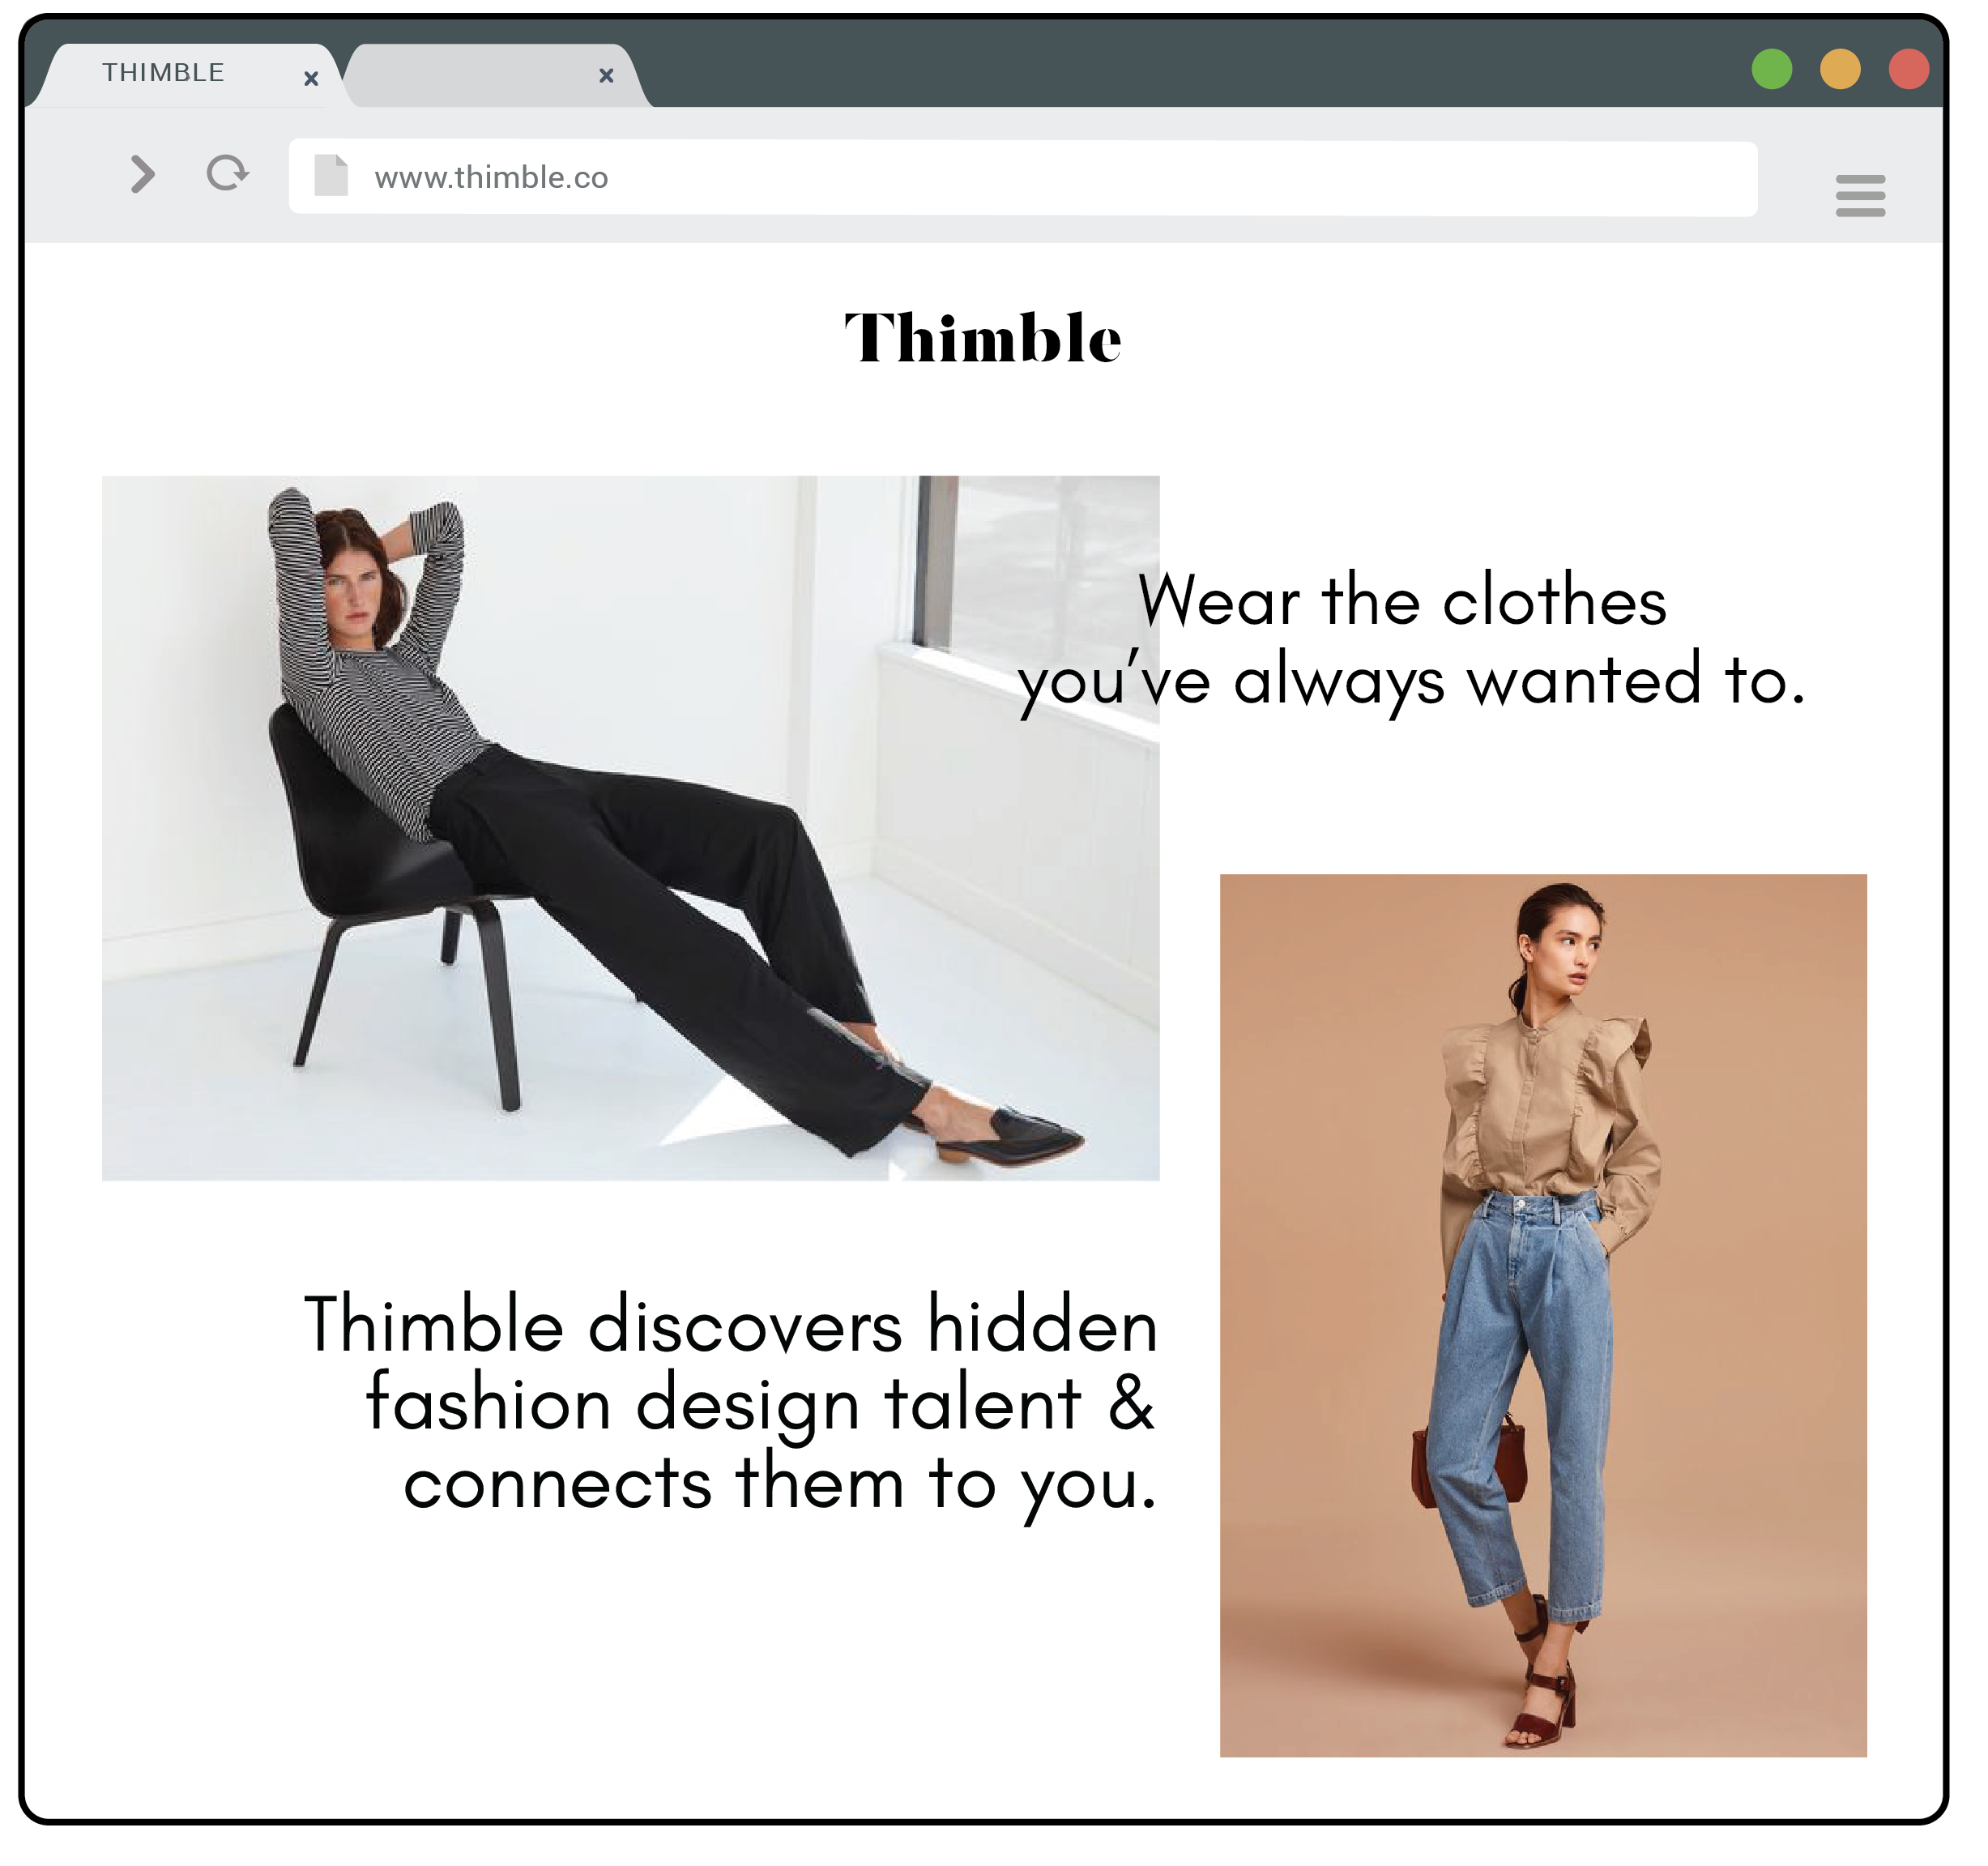 THIMBLE
www.thimble.co
Thimble
Wear the clothes
you've always wanted to.
Thimble discovers hidden
fashion design talent &
connects them to you.